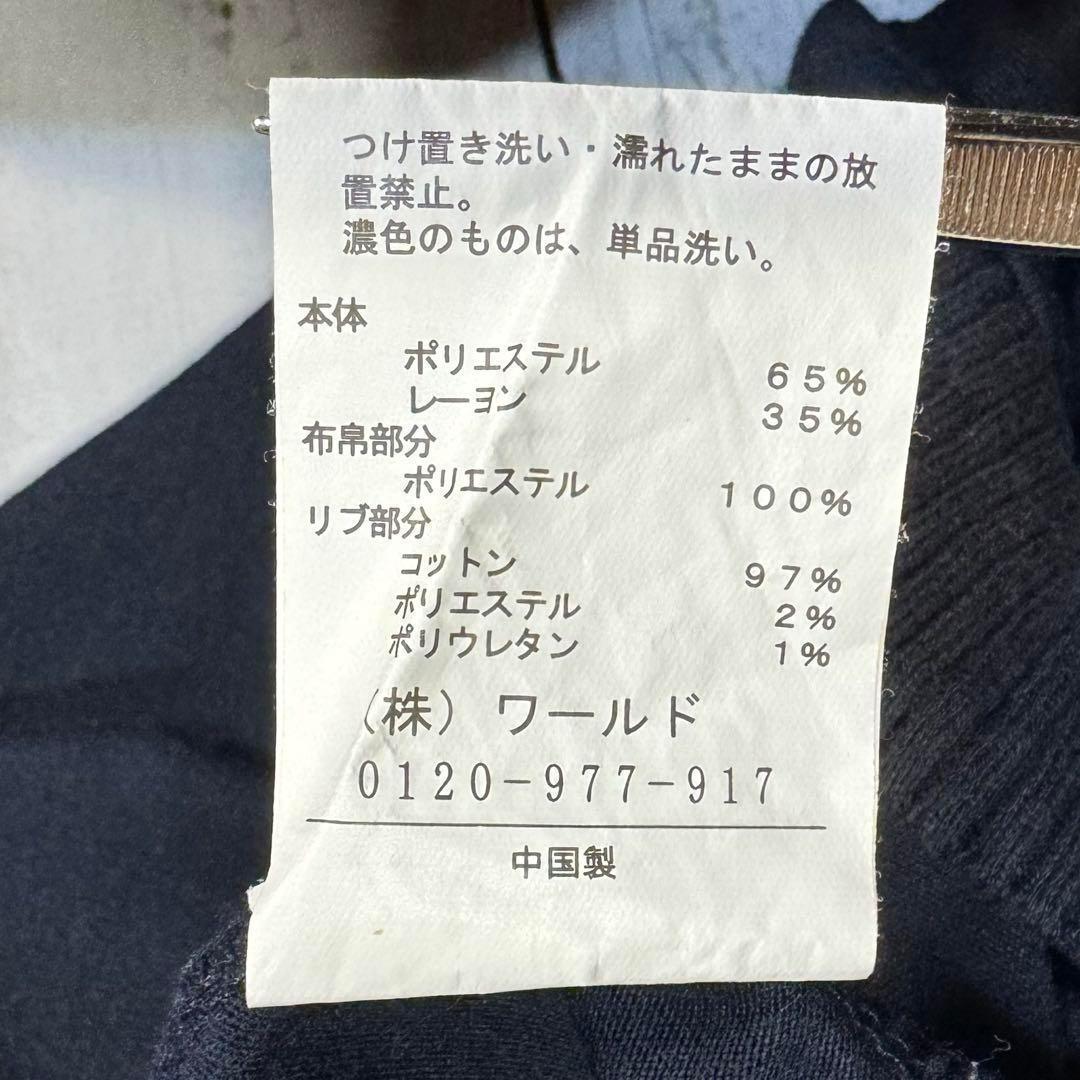 つけ置き洗い・濡れたままの放
置禁止。
濃色のものは、単品洗い。
本体
ポリエステル 65%
レーヨン 35%
布帛部分
ポリエステル 100%
リブ部分
コットン 97%
ポリエステル 2%
ポリウレタン 1%
(株) ワールド
0120-977-917
中国製